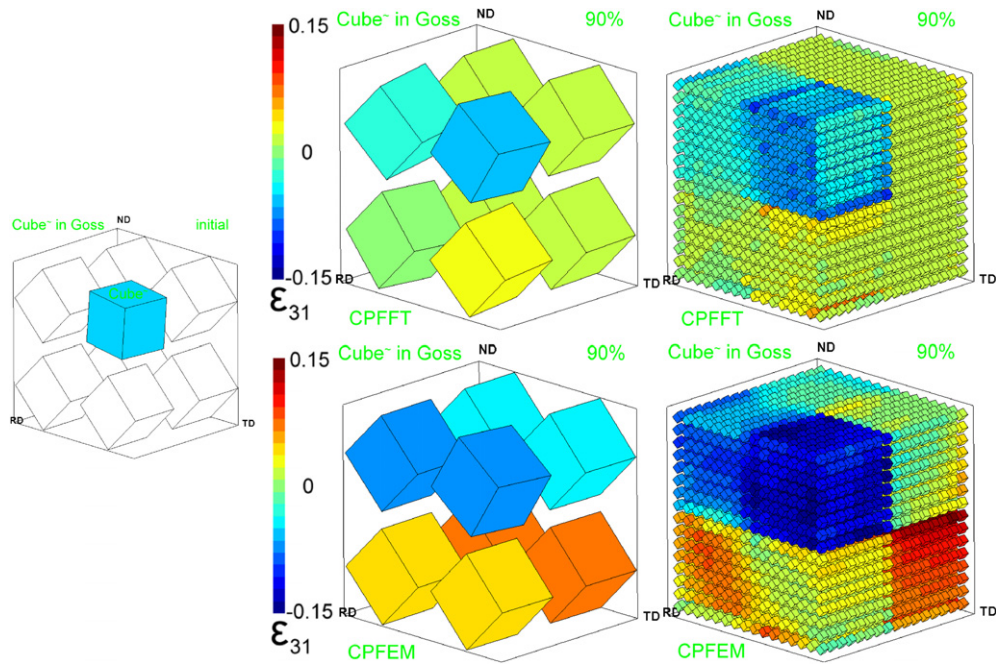 Cube~ in Goss
initial
ND
Cube
RD
TD
0.15
0
-0.15
ε31
Cube~ in Goss
90%
ND
RD
TD
CPFFT
Cube~ in Goss
90%
ND
RD
TD
CPFFT
0.15
0
-0.15
ε31
Cube~ in Goss
90%
ND
RD
TD
CPFEM
Cube~ in Goss
90%
ND
RD
TD
CPFEM